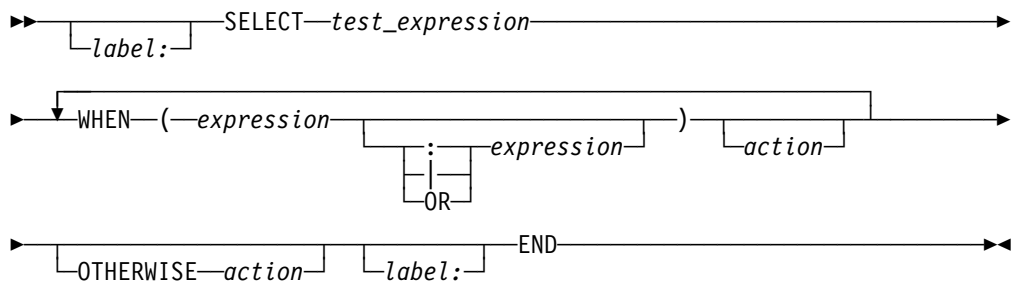 SELECT test_expression
label:
WHEN ( expression )
: expression action
|
OR
END
OTHERWISE action label: